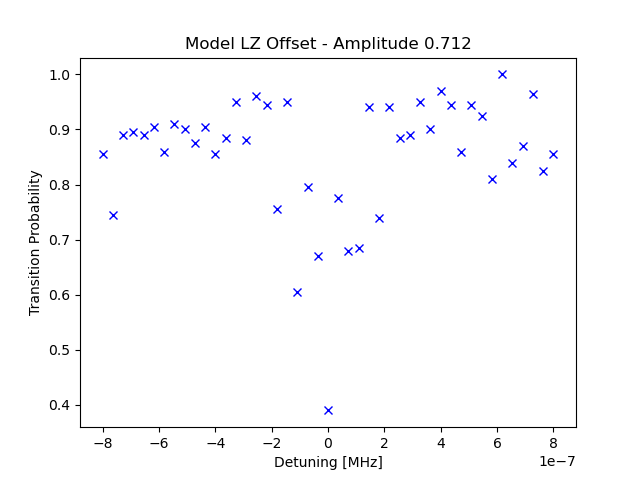 Model LZ Offset - Amplitude 0.712
1.0
0.9
0.8
0.7
0.6
0.5
0.4
Transition Probability
−8 −6 −4 −2 0 2 4 6 8
Detuning [MHz]
1e−7